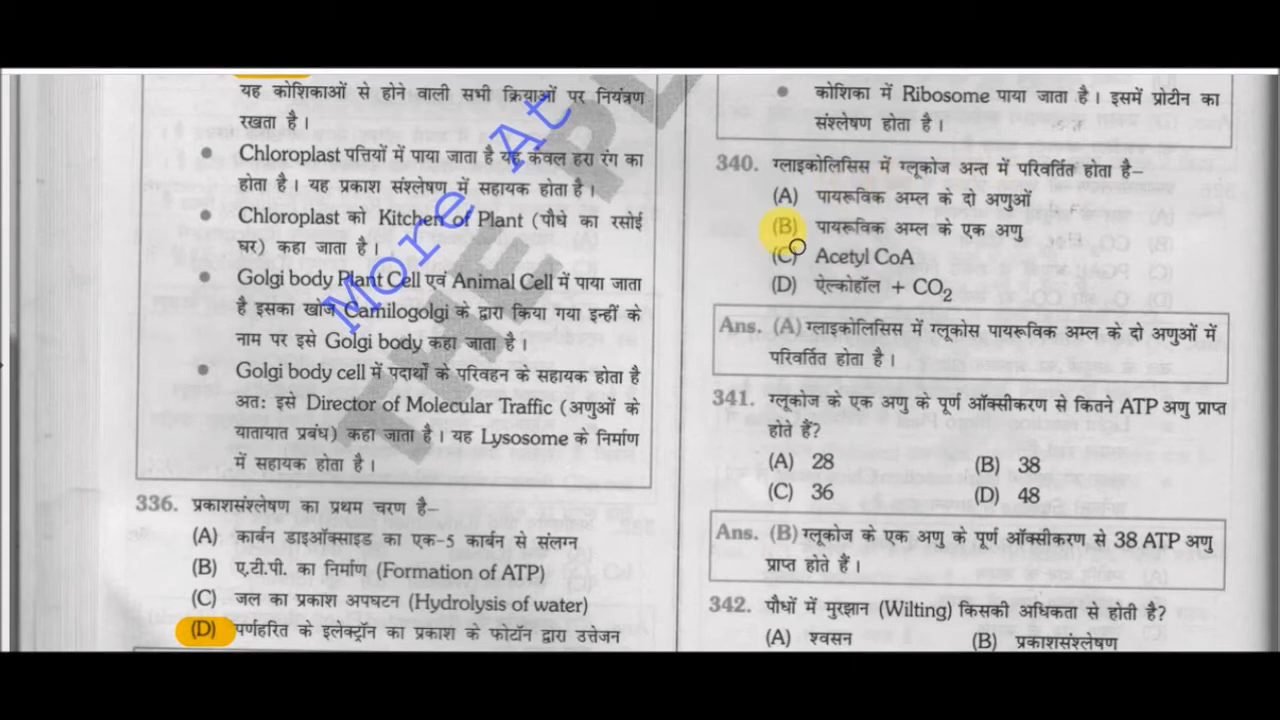 यह कोशिकाओं से होने वाली सभी क्रियाओं पर नियंत्रण
रखता है।
• Chloroplast पत्तियों में पाया जाता है यह केवल हरा रंग का
होता है। यह प्रकाश संश्लेषण में सहायक होता है।
• Chloroplast को Kitchen of Plant (पौधे का रसोई
घर) कहा जाता है।
• Golgi body Plant Cell एवं Animal Cell में पाया जाता
है इसका खोज Camilogolgi के द्वारा किया गया इन्हीं के
नाम पर इसे Golgi body कहा जाता है।
• Golgi body cell में पदार्थो के परिवहन के सहायक होता है
अत: इसे Director of Molecular Traffic (अणुओं के
यातायात प्रबंध) कहा जाता है। यह Lysosome के निर्माण
में सहायक होता है।
336. प्रकाशसंश्लेषण का प्रथम चरण है–
(A) कार्बन डाइऑक्साइड का एक-5 कार्बन से संलग्न
(B) ए.टी.पी. का निर्माण (Formation of ATP)
(C) जल का प्रकाश अपघटन (Hydrolysis of water)
(D) पर्णहरित के इलेक्ट्रॉन का प्रकाश के फोटॉन द्वारा उत्तेजन
• कोशिका में Ribosome पाया जाता है। इसमें प्रोटीन का
संश्लेषण होता है।
340. ग्लाइकोलिसिस में ग्लूकोज अन्त में परिवर्तित होता है–
(A) पायरूविक अम्ल के दो अणुओं
(B) पायरूविक अम्ल के एक अणु
(C) Acetyl CoA
(D) ऐल्कोहॉल + CO2
Ans. (A) ग्लाइकोलिसिस में ग्लूकोस पायरूविक अम्ल के दो अणुओं में
परिवर्तित होता है।
341. ग्लूकोज के एक अणु के पूर्ण ऑक्सीकरण से कितने ATP अणु प्राप्त
होते हैं?
(A) 28 (B) 38
(C) 36 (D) 48
Ans. (B) ग्लूकोज के एक अणु के पूर्ण ऑक्सीकरण से 38 ATP अणु
प्राप्त होते हैं।
342. पौधों में मुरझान (Wilting) किसकी अधिकता से होती है?
(A) श्वसन (B) प्रकाशसंश्लेषण
More At
THE PL